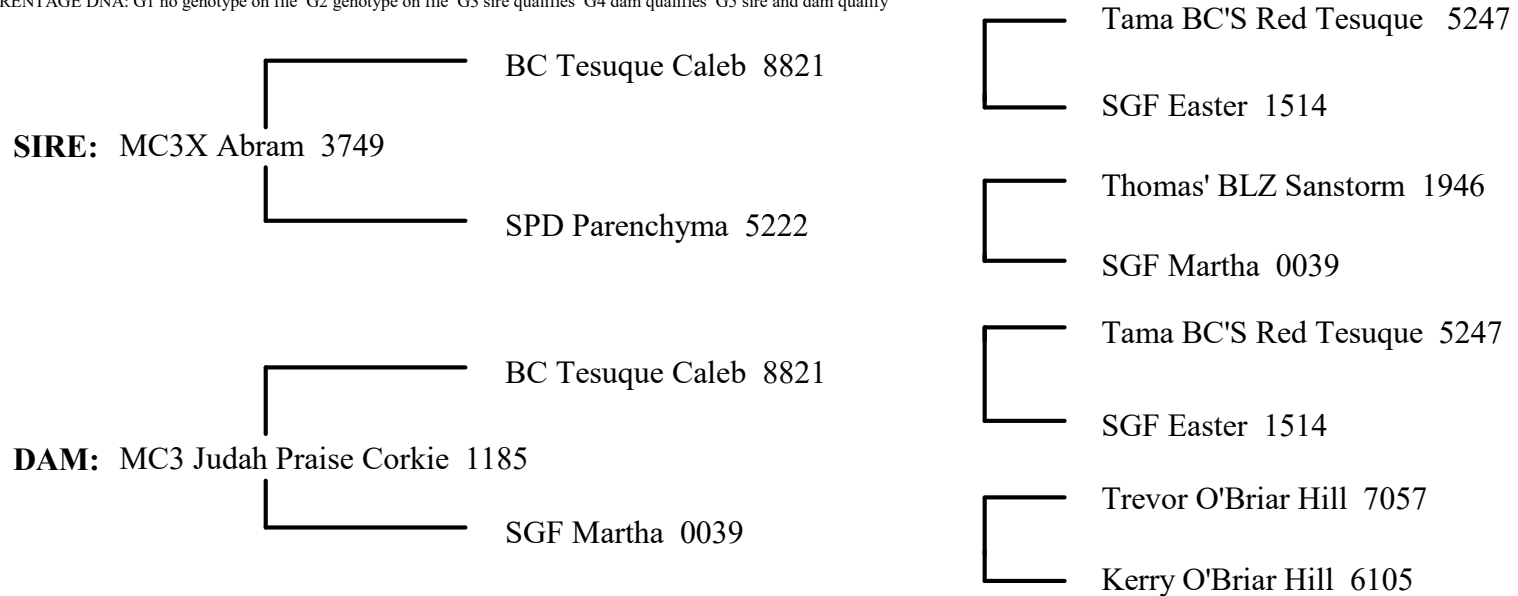 RENTAGE DNA: G1 no genotype on file G2 genotype on file G3 sire qualifies G4 dam qualifies G5 sire and dam qualify
Tama BC'S Red Tesuque 5247
BC Tesuque Caleb 8821
SGF Easter 1514
SIRE: MC3X Abram 3749
Thomas' BLZ Sanstorm 1946
SPD Parenchyma 5222
SGF Martha 0039
Tama BC'S Red Tesuque 5247
BC Tesuque Caleb 8821
SGF Easter 1514
DAM: MC3 Judah Praise Corkie 1185
Trevor O'Briar Hill 7057
SGF Martha 0039
Kerry O'Briar Hill 6105